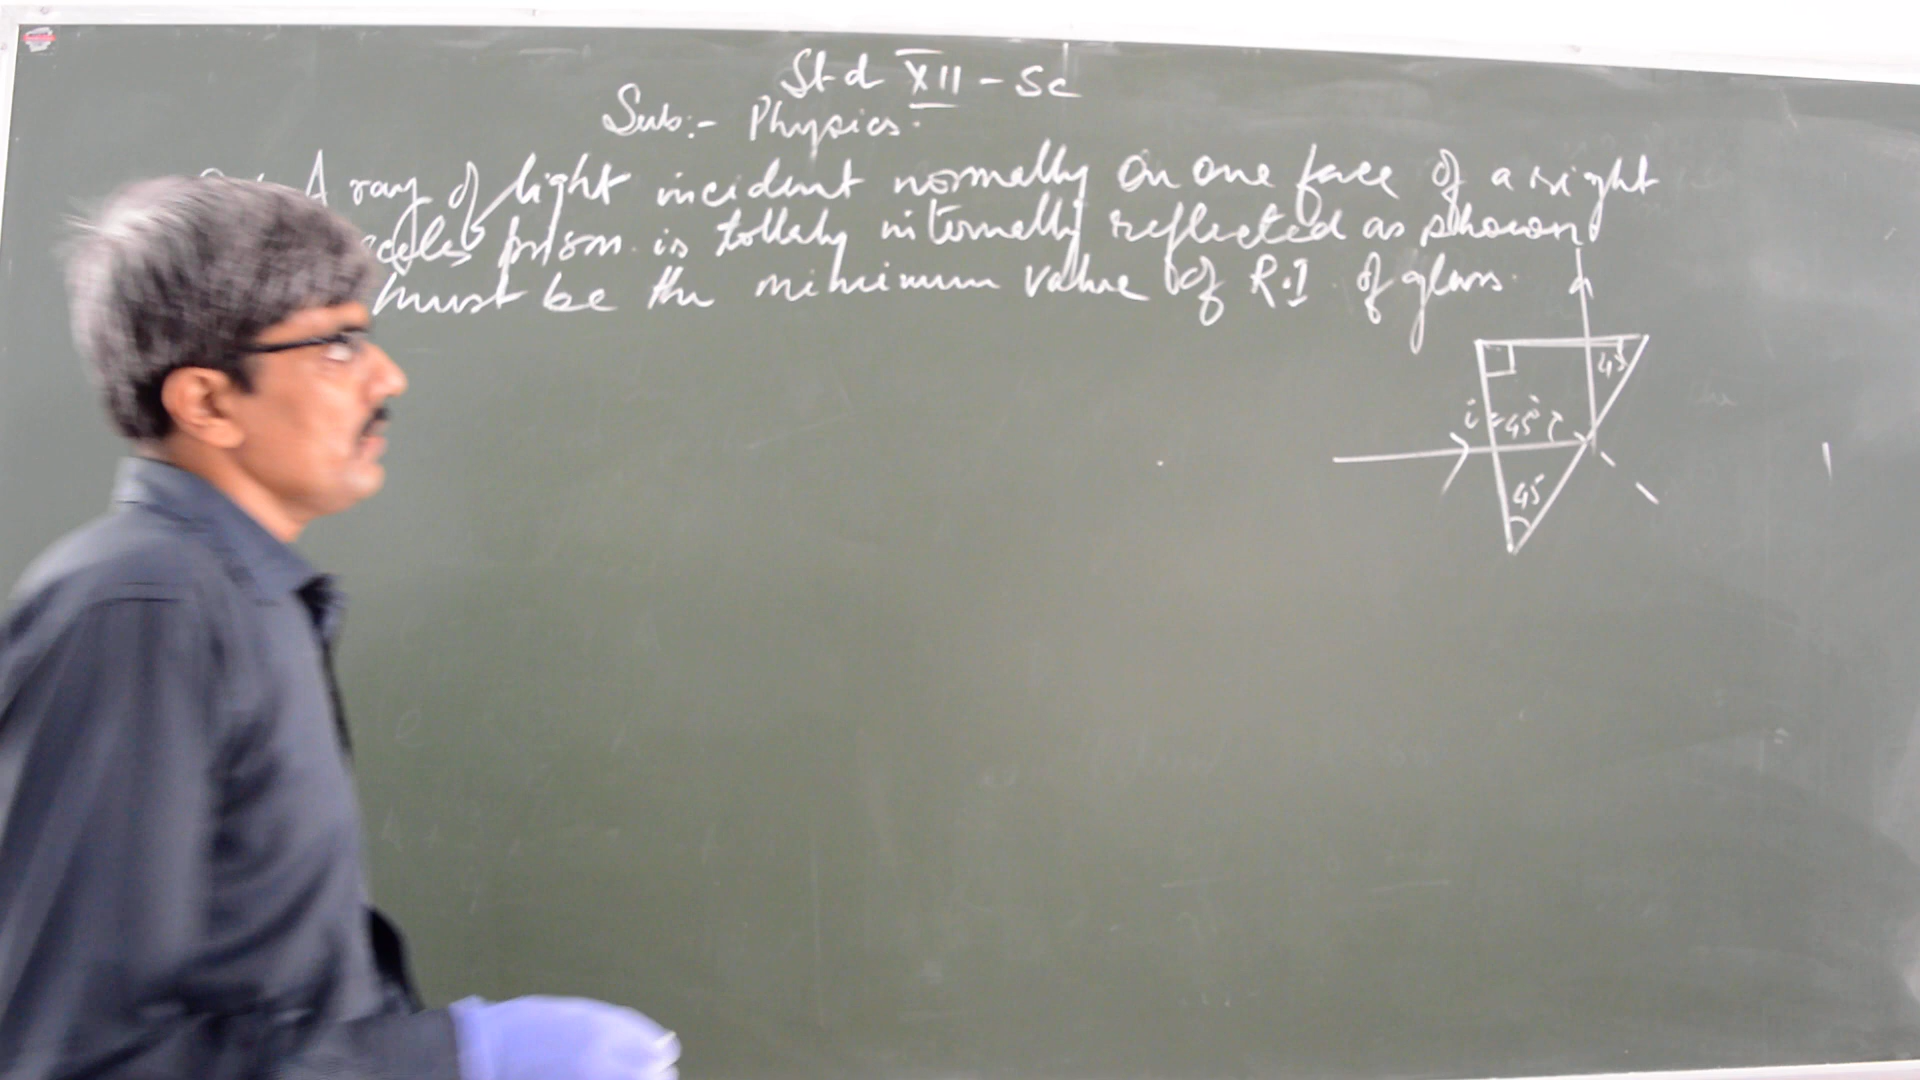 Std XII - Sc
Sub:- Physics.
A ray of light incident normally on one face of a right
prism is totally internally reflected as shown
must be the minimum value of R.I. of glass.
45
i = 45°
45